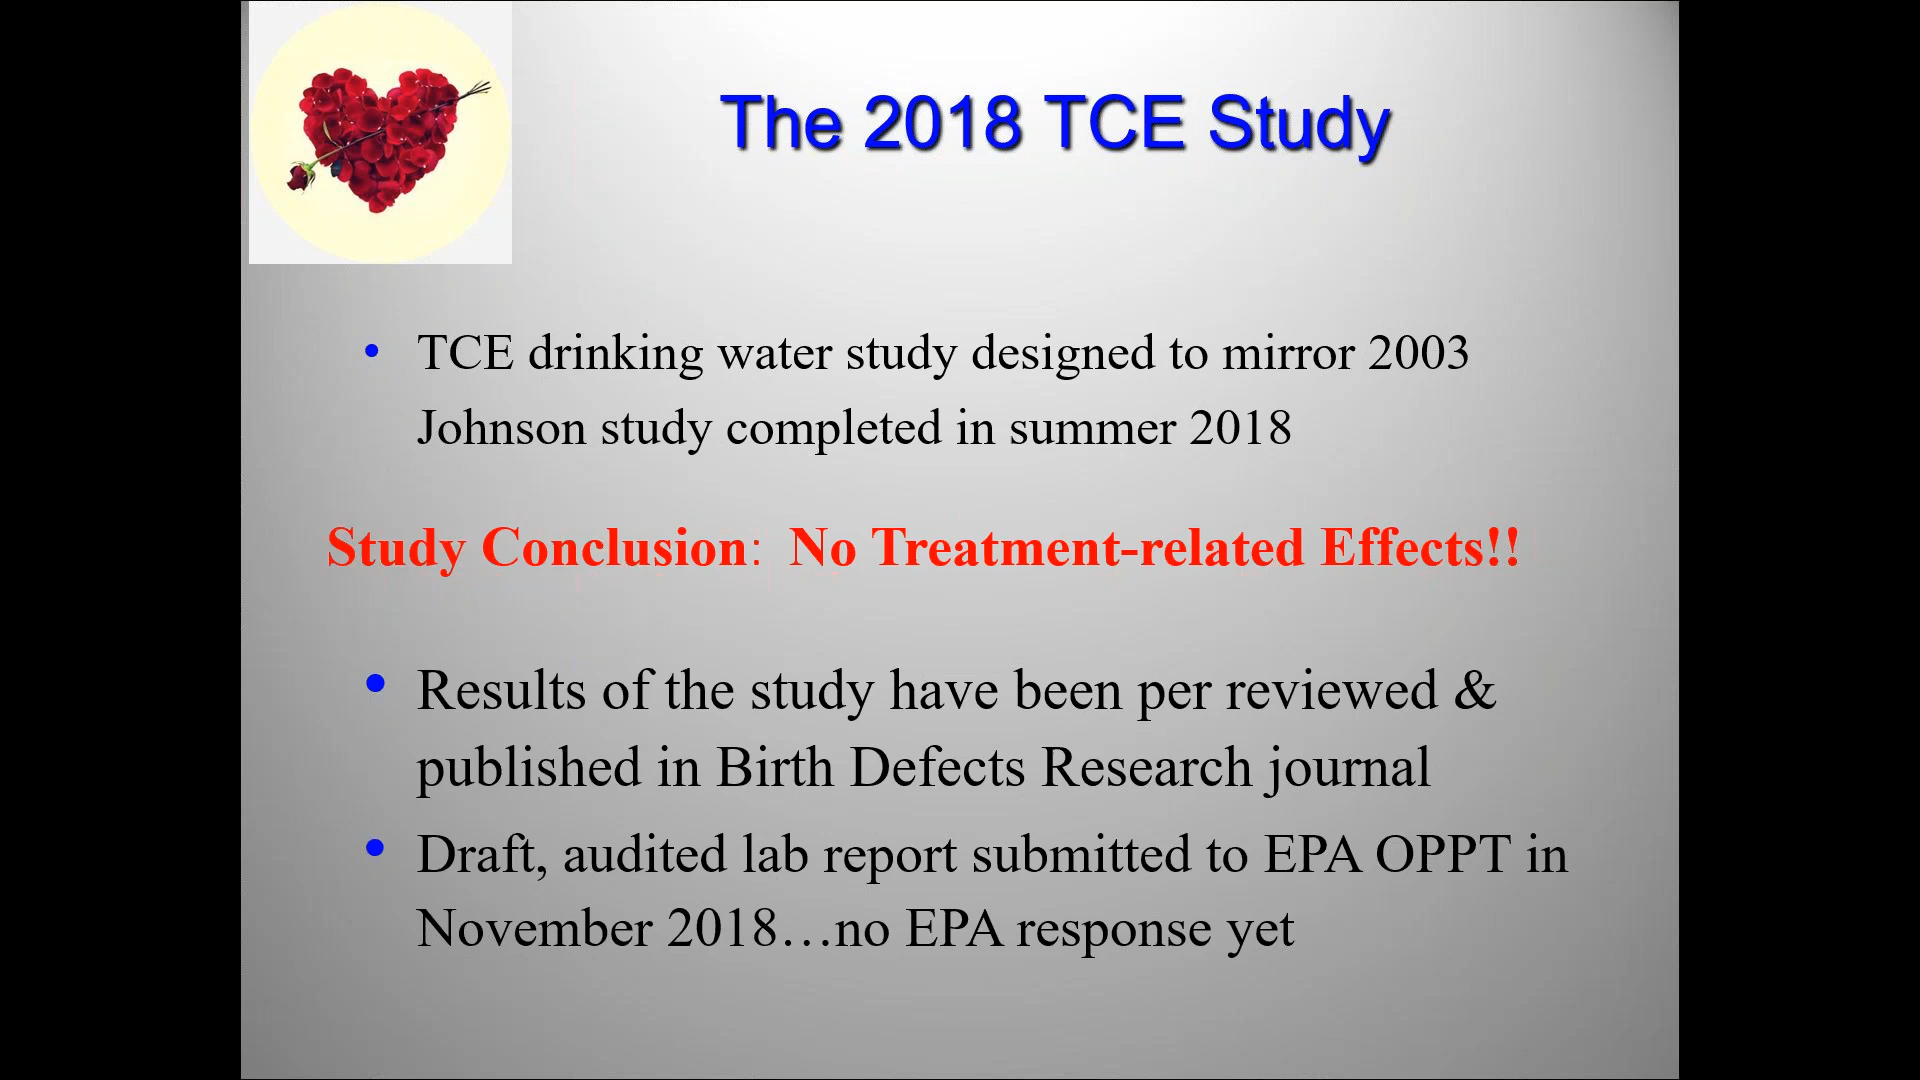 The 2018 TCE Study
• TCE drinking water study designed to mirror 2003
Johnson study completed in summer 2018
Study Conclusion: No Treatment-related Effects!!
• Results of the study have been per reviewed &
published in Birth Defects Research journal
• Draft, audited lab report submitted to EPA OPPT in
November 2018…no EPA response yet